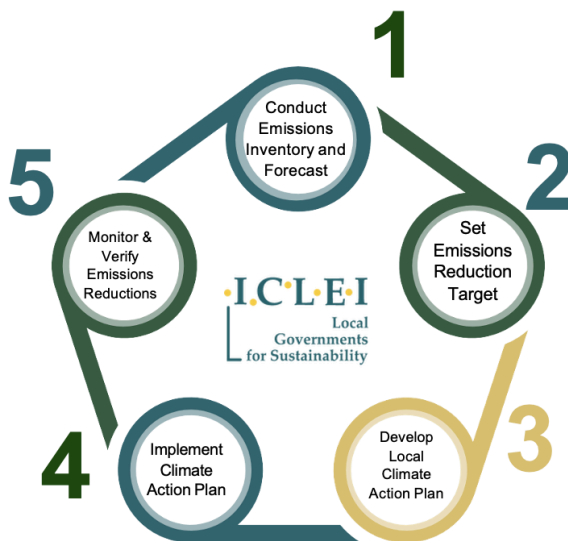 1
Conduct
Emissions
Inventory and
Forecast
2
Set
Emissions
Reduction
Target
3
Develop
Local
Climate
Action Plan
4
Implement
Climate
Action Plan
5
Monitor &
Verify
Emissions
Reductions
·I·C·L·E·I
Local
Governments
for Sustainability